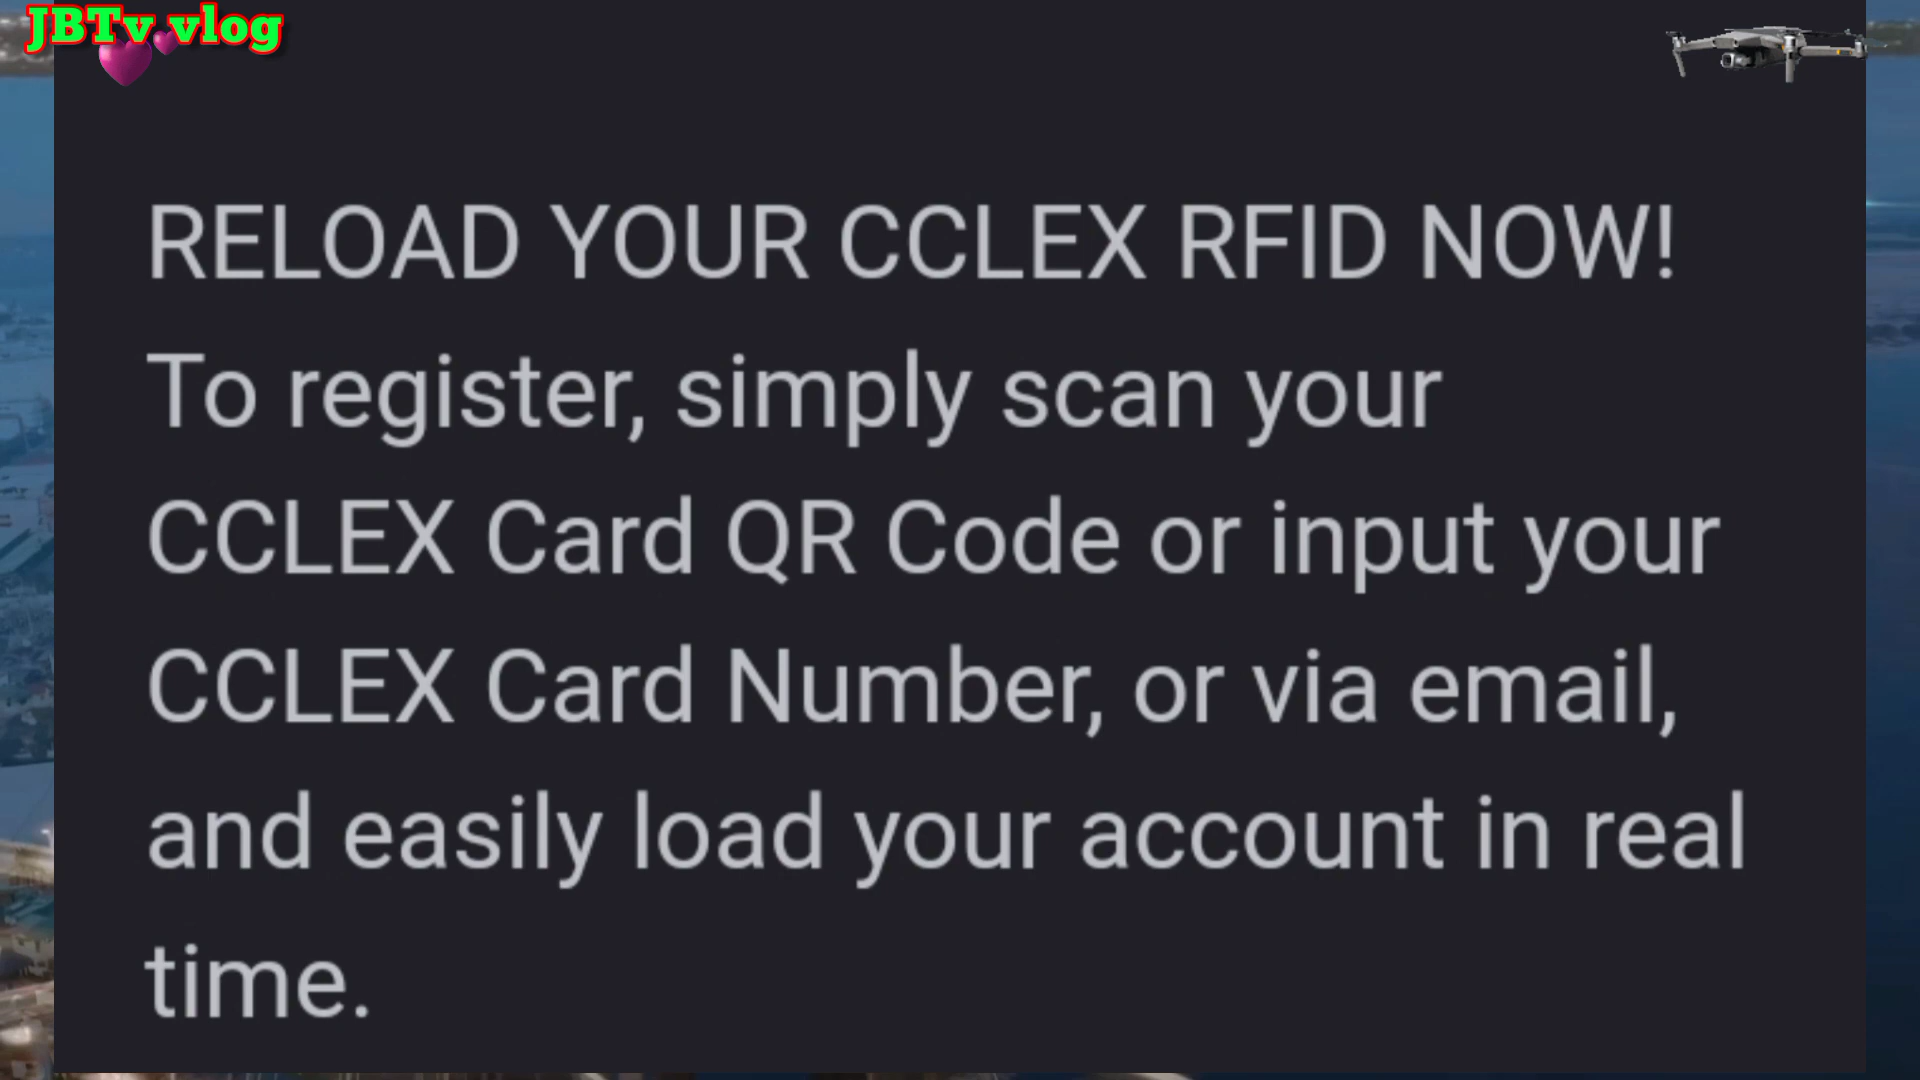 JBTv vlog
RELOAD YOUR CCLEX RFID NOW!
To register, simply scan your
CCLEX Card QR Code or input your
CCLEX Card Number, or via email,
and easily load your account in real
time.